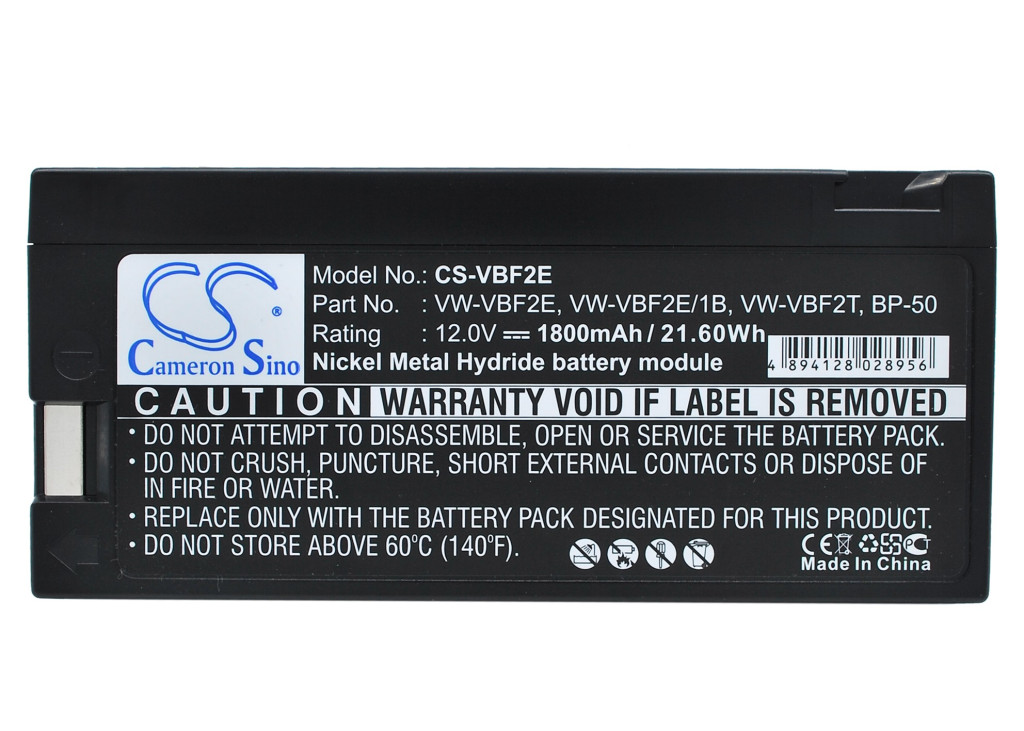 CS®
Cameron Sino
Model No.: CS-VBF2E
Part No. : VW-VBF2E, VW-VBF2E/1B, VW-VBF2T, BP-50
Rating : 12.0V 1800mAh / 21.60Wh
Nickel Metal Hydride battery module
4 894128 028956
CAUTION WARRANTY VOID IF LABEL IS REMOVED
• DO NOT ATTEMPT TO DISASSEMBLE, OPEN OR SERVICE THE BATTERY PACK.
• DO NOT CRUSH, PUNCTURE, SHORT EXTERNAL CONTACTS OR DISPOSE OF
IN FIRE OR WATER.
• REPLACE ONLY WITH THE BATTERY PACK DESIGNATED FOR THIS PRODUCT.
• DO NOT STORE ABOVE 60°C (140°F).
CE PCT
Made In China